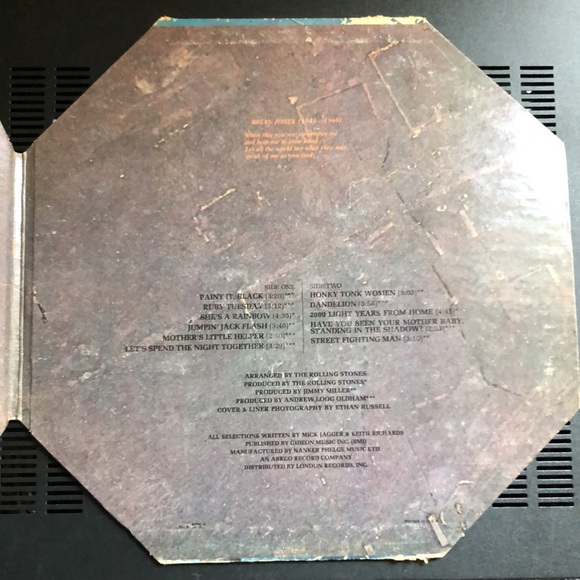 BRIAN JONES (1943 - 1969)
When this you see, remember me
and bear me in your mind
Let all the world say what they may,
speak of me as you find.
SIDE ONE
PAINT IT, BLACK (3:20)***
RUBY TUESDAY (3:12)***
SHE'S A RAINBOW (4:35)*
JUMPIN' JACK FLASH (3:40)**
MOTHER'S LITTLE HELPER (2:40)***
LET'S SPEND THE NIGHT TOGETHER (3:29)***
SIDE TWO
HONKY TONK WOMEN (3:03)**
DANDELION (3:56)***
2000 LIGHT YEARS FROM HOME (4:41)*
HAVE YOU SEEN YOUR MOTHER BABY,
STANDING IN THE SHADOW? (2:33)***
STREET FIGHTING MAN (3:10)**
ARRANGED BY THE ROLLING STONES
PRODUCED BY THE ROLLING STONES*
PRODUCED BY JIMMY MILLER**
PRODUCED BY ANDREW LOOG OLDHAM***
COVER & LINER PHOTOGRAPHY BY ETHAN RUSSELL
ALL SELECTIONS WRITTEN BY MICK JAGGER & KEITH RICHARDS
PUBLISHED BY GIDEON MUSIC INC. (BMI)
MANUFACTURED BY NANKER PHELGE MUSIC LTD.
AN ABKCO RECORD COMPANY
DISTRIBUTED BY LONDON RECORDS, INC.